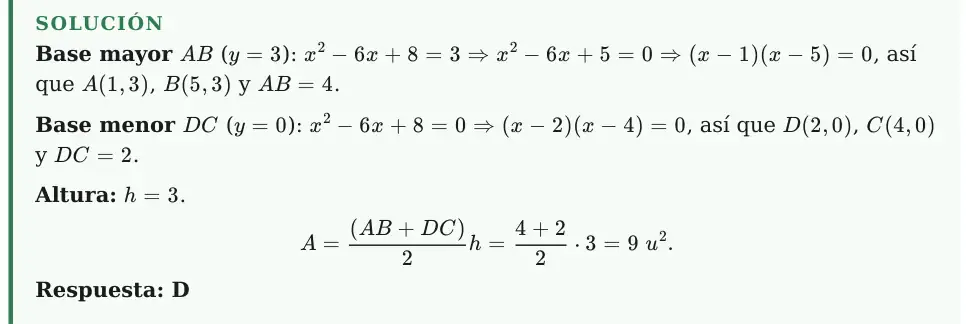 SOLUCIÓN
Base mayor AB (y = 3): x² − 6x + 8 = 3 ⇒ x² − 6x + 5 = 0 ⇒ (x − 1)(x − 5) = 0, así
que A(1, 3), B(5, 3) y AB = 4.
Base menor DC (y = 0): x² − 6x + 8 = 0 ⇒ (x − 2)(x − 4) = 0, así que D(2, 0), C(4, 0)
y DC = 2.
Altura: h = 3.
A = (AB + DC)/2 h = 4 + 2/2 · 3 = 9 u².
Respuesta: D